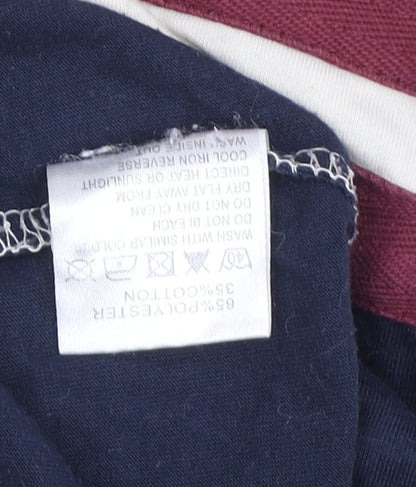 65%POLYESTER
35%COTTON
40
WASH WITH SIMILAR COLO
DO NOT BLEACH
DO NOT DRY CLEAN
DRY FLAT AWAY FROM
DIRECT HEAT OR SUNLIGHT
COOL IRON REVERSE
INSIDE OUT